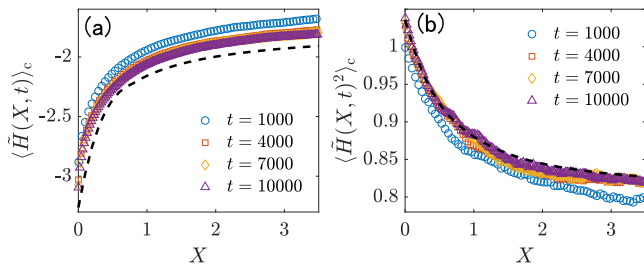 (a)
-2
-2.5
-3
⟨H̃(X, t)⟩c
t = 1000
t = 4000
t = 7000
t = 10000
0 1 2 3
X
(b)
1
0.95
0.9
0.85
0.8
⟨H̃(X, t)²⟩c
t = 1000
t = 4000
t = 7000
t = 10000
0 1 2 3
X